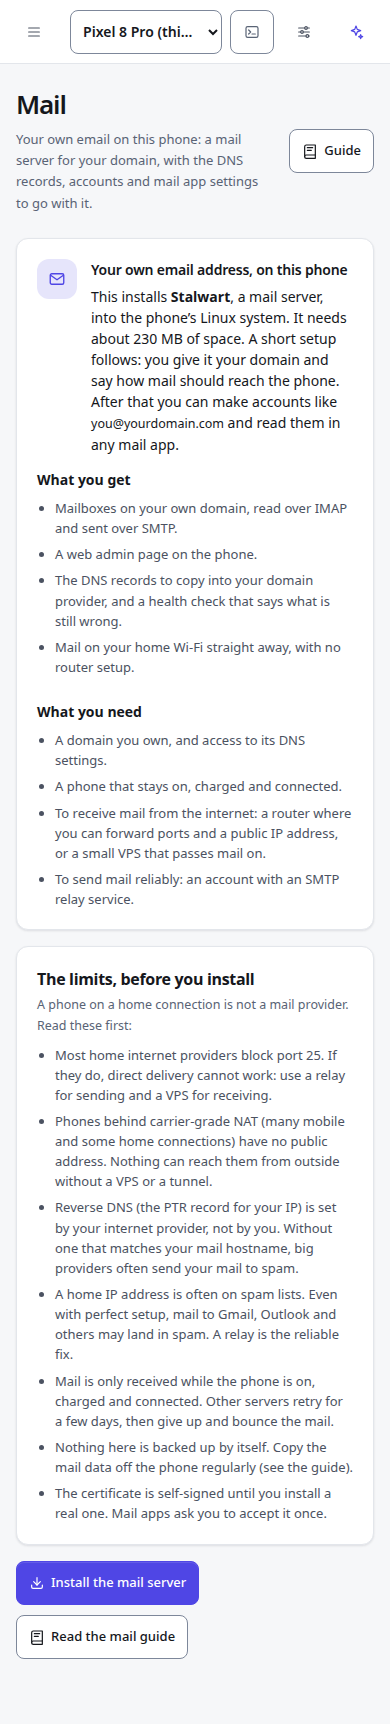 Pixel 8 Pro (thi...
Mail
Your own email on this phone: a mail
server for your domain, with the DNS
records, accounts and mail app settings
to go with it.
Guide
Your own email address, on this phone
This installs Stalwart, a mail server,
into the phone's Linux system. It needs
about 230 MB of space. A short setup
follows: you give it your domain and
say how mail should reach the phone.
After that you can make accounts like
you@yourdomain.com and read them in
any mail app.
What you get
Mailboxes on your own domain, read over IMAP
and sent over SMTP.
A web admin page on the phone.
The DNS records to copy into your domain
provider, and a health check that says what is
still wrong.
Mail on your home Wi-Fi straight away, with no
router setup.
What you need
A domain you own, and access to its DNS
settings.
A phone that stays on, charged and connected.
To receive mail from the internet: a router where
you can forward ports and a public IP address,
or a small VPS that passes mail on.
To send mail reliably: an account with an SMTP
relay service.
The limits, before you install
A phone on a home connection is not a mail provider.
Read these first:
Most home internet providers block port 25. If
they do, direct delivery cannot work: use a relay
for sending and a VPS for receiving.
Phones behind carrier-grade NAT (many mobile
and some home connections) have no public
address. Nothing can reach them from outside
without a VPS or a tunnel.
Reverse DNS (the PTR record for your IP) is set
by your internet provider, not by you. Without
one that matches your mail hostname, big
providers often send your mail to spam.
A home IP address is often on spam lists. Even
with perfect setup, mail to Gmail, Outlook and
others may land in spam. A relay is the reliable
fix.
Mail is only received while the phone is on,
charged and connected. Other servers retry for
a few days, then give up and bounce the mail.
Nothing here is backed up by itself. Copy the
mail data off the phone regularly (see the guide).
The certificate is self-signed until you install a
real one. Mail apps ask you to accept it once.
Install the mail server
Read the mail guide